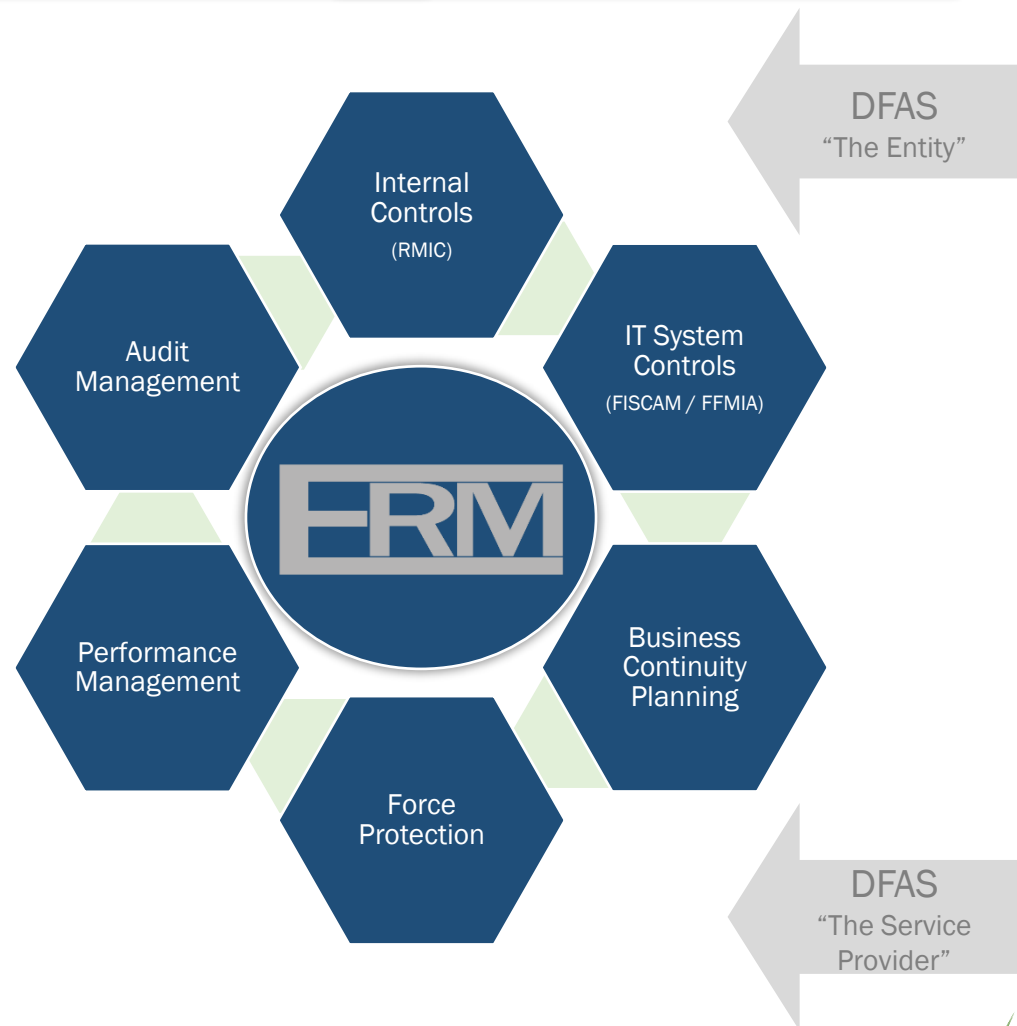 DFAS
“The Entity”
Internal
Controls
(RMIC)
IT System
Controls
(FISCAM / FFMIA)
Audit
Management
ERM
Business
Continuity
Planning
Performance
Management
Force
Protection
DFAS
“The Service
Provider”